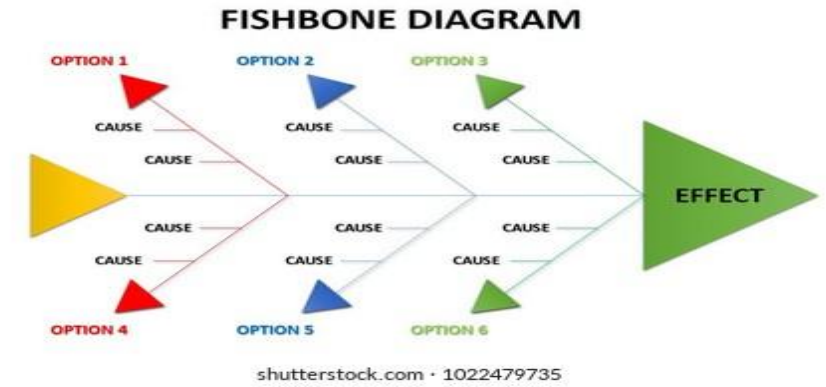 FISHBONE DIAGRAM
OPTION 1
OPTION 2
OPTION 3
CAUSE
CAUSE
CAUSE
CAUSE
CAUSE
CAUSE
EFFECT
CAUSE
CAUSE
CAUSE
CAUSE
CAUSE
CAUSE
OPTION 4
OPTION 5
OPTION 6
shutterstock.com · 1022479735